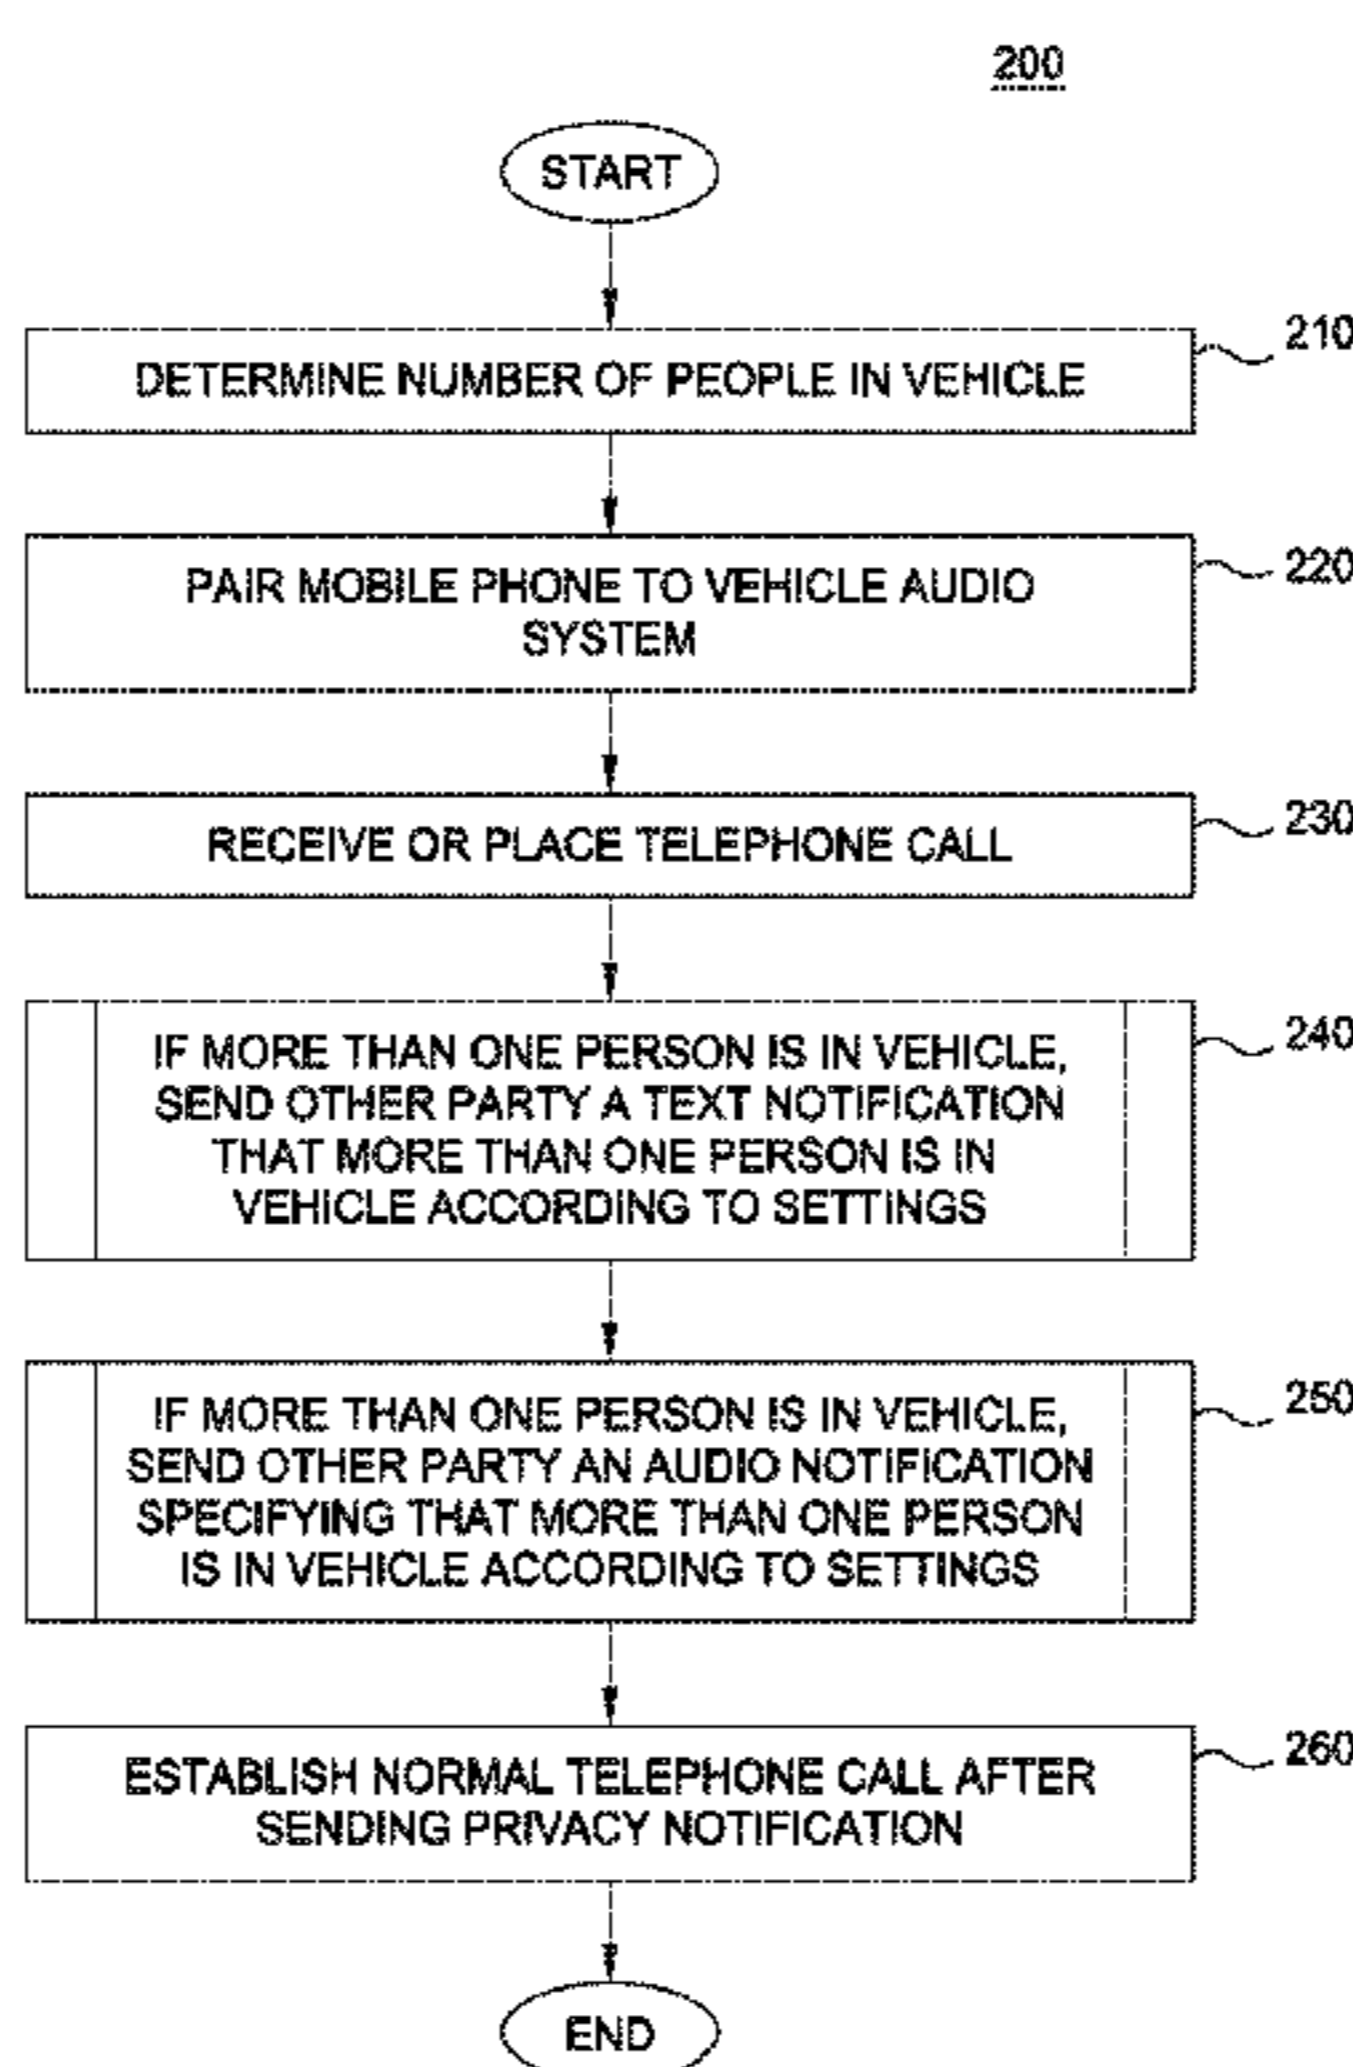 200
START
DETERMINE NUMBER OF PEOPLE IN VEHICLE
210
PAIR MOBILE PHONE TO VEHICLE AUDIO
SYSTEM
220
RECEIVE OR PLACE TELEPHONE CALL
230
IF MORE THAN ONE PERSON IS IN VEHICLE,
SEND OTHER PARTY A TEXT NOTIFICATION
THAT MORE THAN ONE PERSON IS IN
VEHICLE ACCORDING TO SETTINGS
240
IF MORE THAN ONE PERSON IS IN VEHICLE,
SEND OTHER PARTY AN AUDIO NOTIFICATION
SPECIFYING THAT MORE THAN ONE PERSON
IS IN VEHICLE ACCORDING TO SETTINGS
250
ESTABLISH NORMAL TELEPHONE CALL AFTER
SENDING PRIVACY NOTIFICATION
260
END